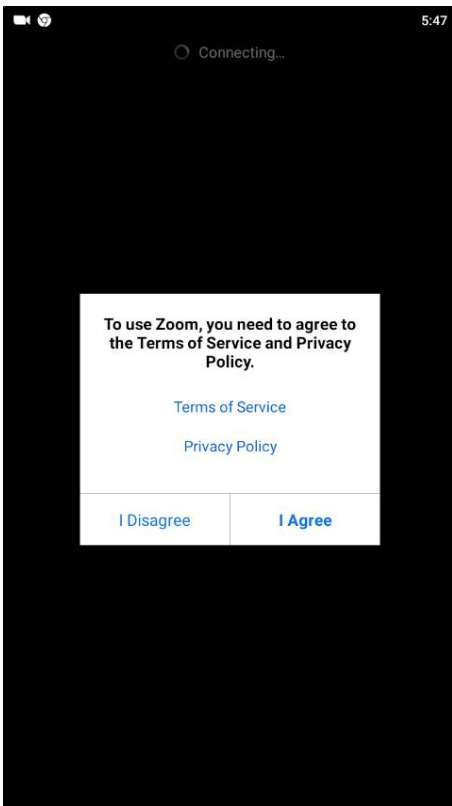 5:47
Connecting...
To use Zoom, you need to agree to
the Terms of Service and Privacy
Policy.
Terms of Service
Privacy Policy
I Disagree
I Agree